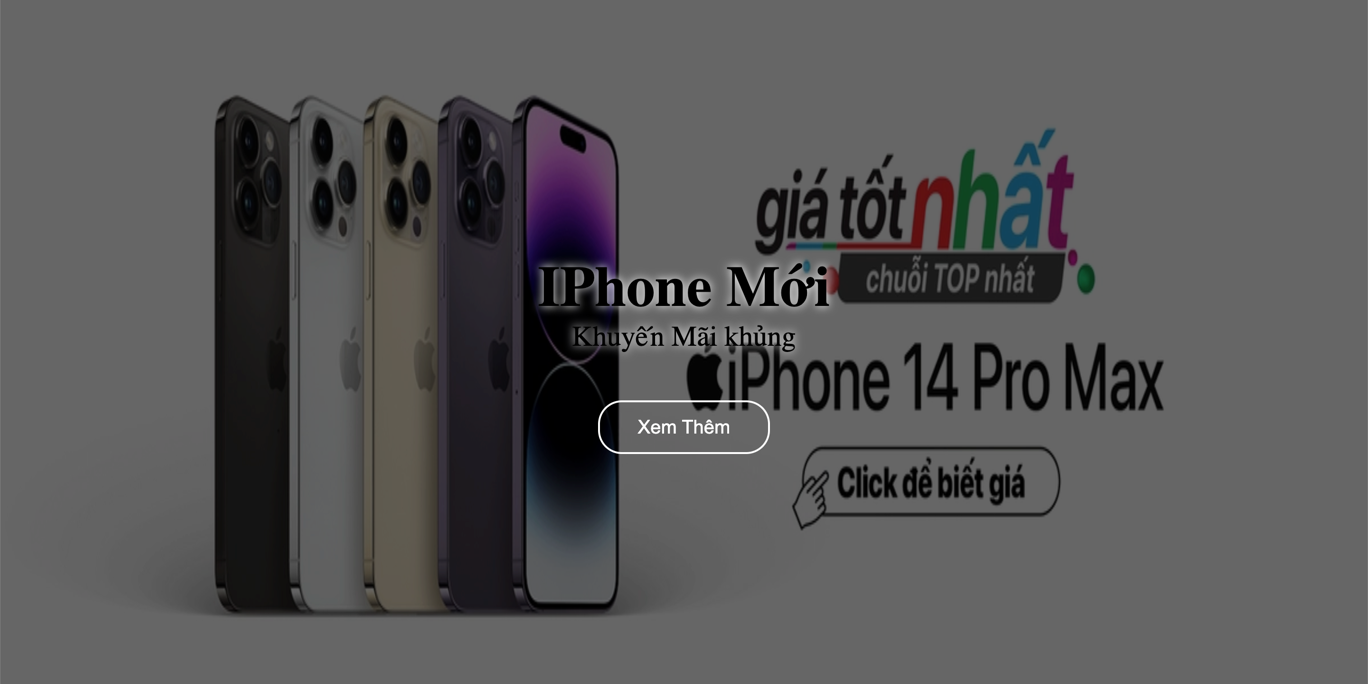 giá tốt nhất
chuỗi TOP nhất
IPhone Mới
Khuyến Mãi khủng
iPhone 14 Pro Max
Xem Thêm
Click để biết giá